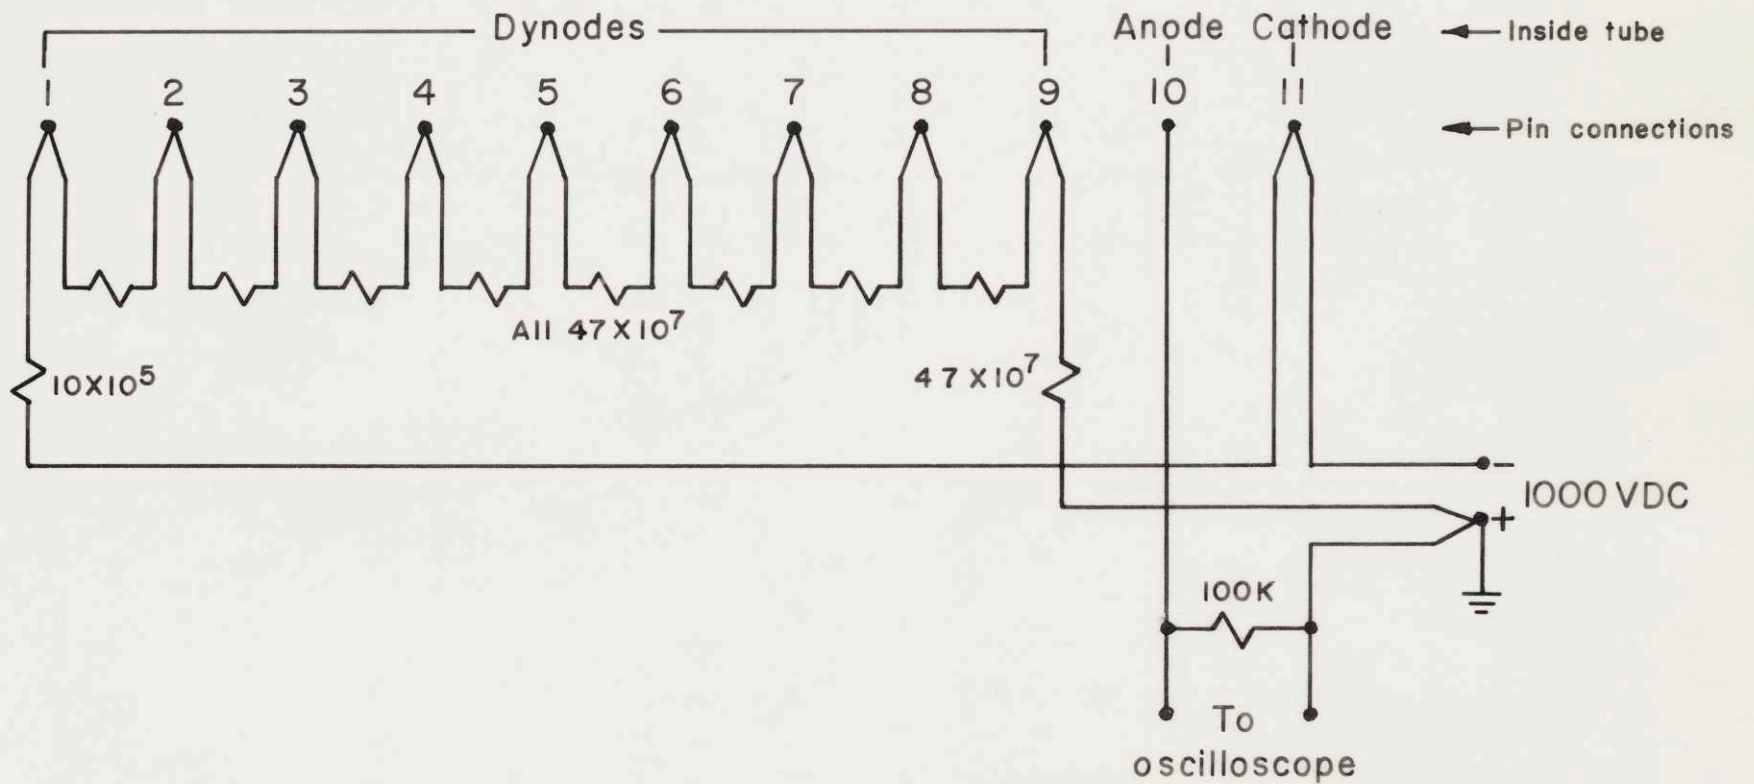 Dynodes Anode Cathode ← Inside tube
1 2 3 4 5 6 7 8 9 10 11
← Pin connections
All 47X10⁷
10X10⁵ 47X10⁷
−
1000 VDC
+
100K
To
oscilloscope